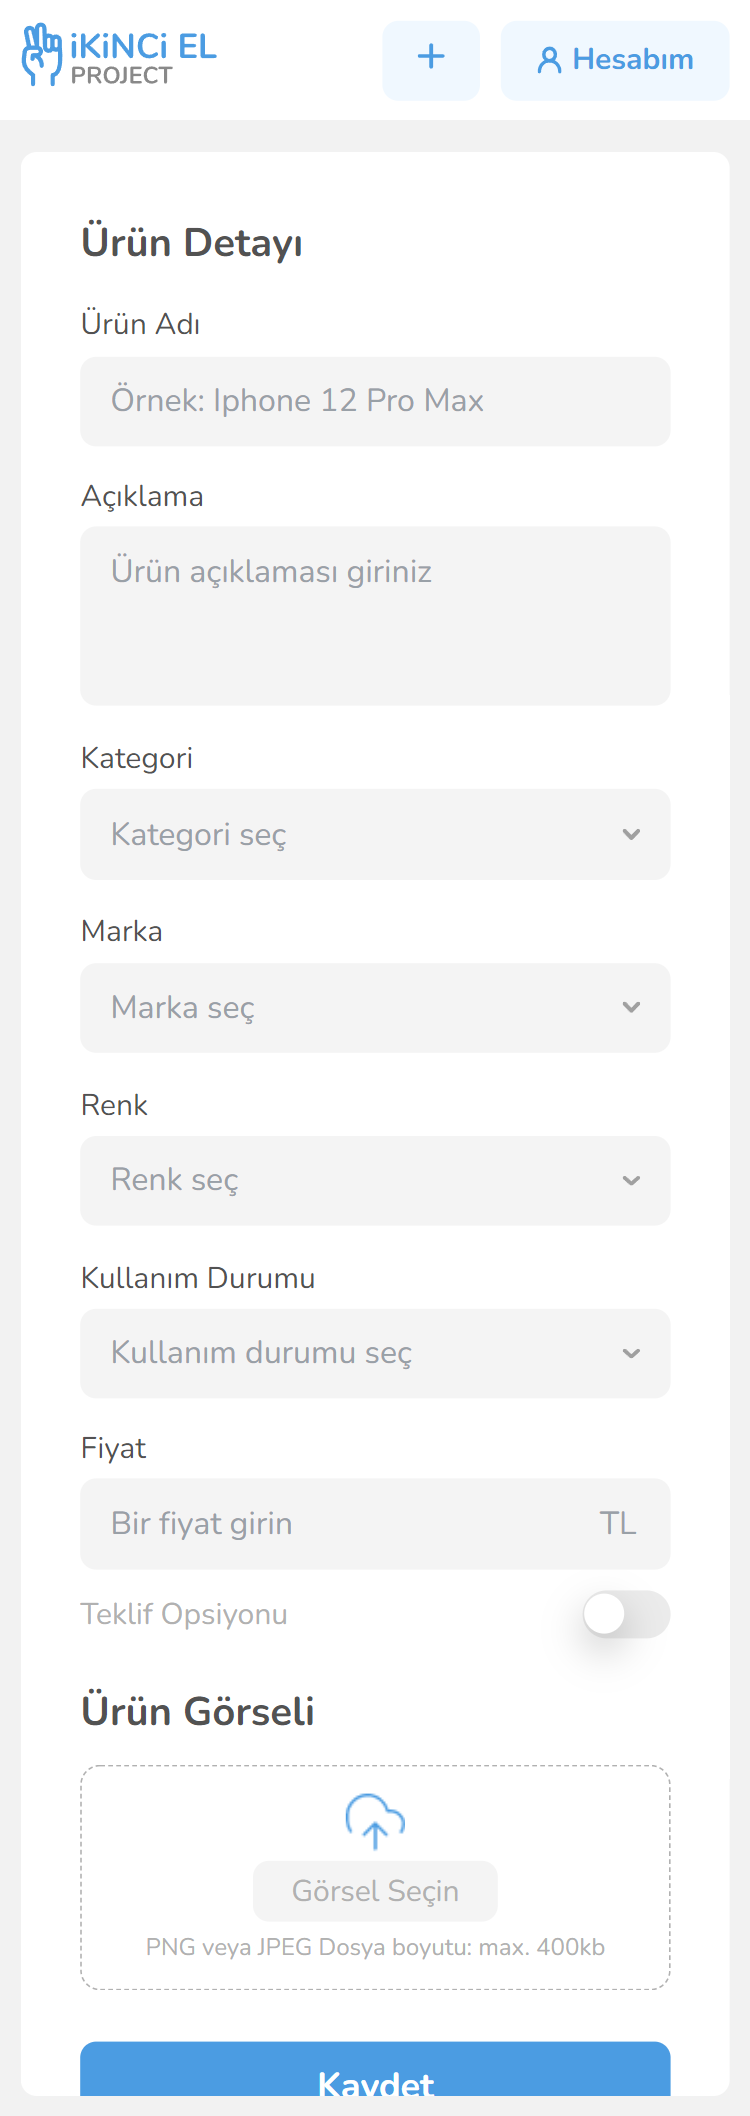 iKiNCi EL
PROJECT
+ Hesabım
Ürün Detayı
Ürün Adı
Örnek: Iphone 12 Pro Max
Açıklama
Ürün açıklaması giriniz
Kategori
Kategori seç
Marka
Marka seç
Renk
Renk seç
Kullanım Durumu
Kullanım durumu seç
Fiyat
Bir fiyat girin TL
Teklif Opsiyonu
Ürün Görseli
Görsel Seçin
PNG veya JPEG Dosya boyutu: max. 400kb
Kaydet